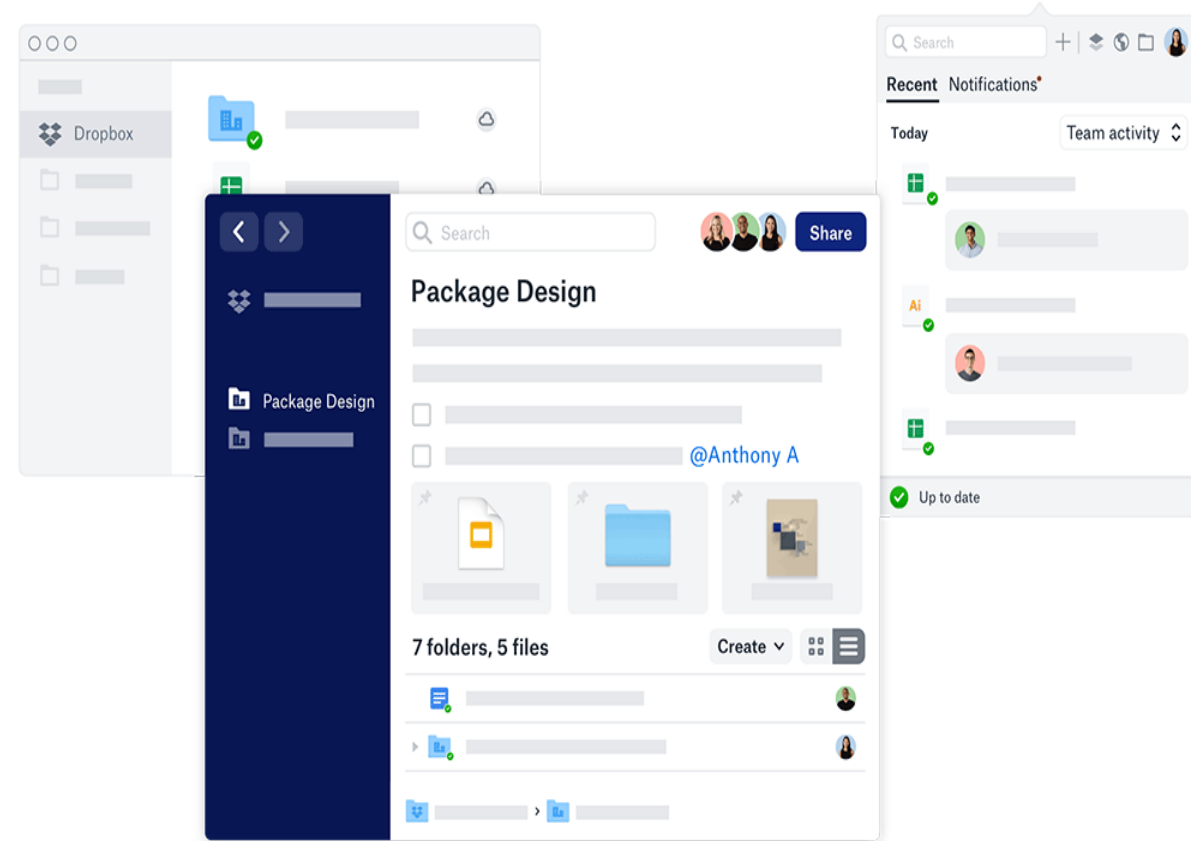 Dropbox
Search
Share
Package Design
Package Design
@Anthony A
7 folders, 5 files
Create
Search
Recent Notifications
Today
Team activity
Ai
Up to date